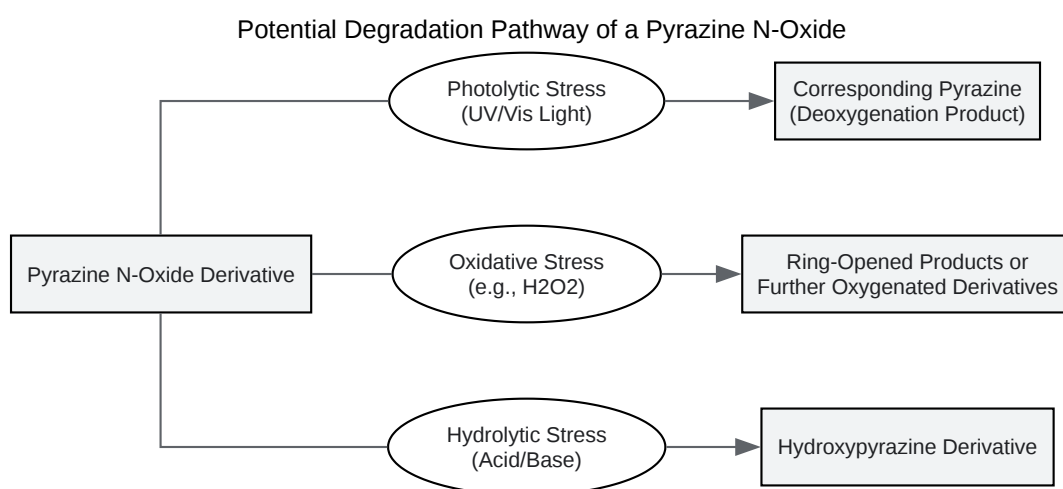 Potential Degradation Pathway of a Pyrazine N-Oxide
Photolytic Stress
(UV/Vis Light)
Corresponding Pyrazine
(Deoxygenation Product)
Pyrazine N-Oxide Derivative
Oxidative Stress
(e.g., H2O2)
Ring-Opened Products or
Further Oxygenated Derivatives
Hydrolytic Stress
(Acid/Base)
Hydroxypyrazine Derivative